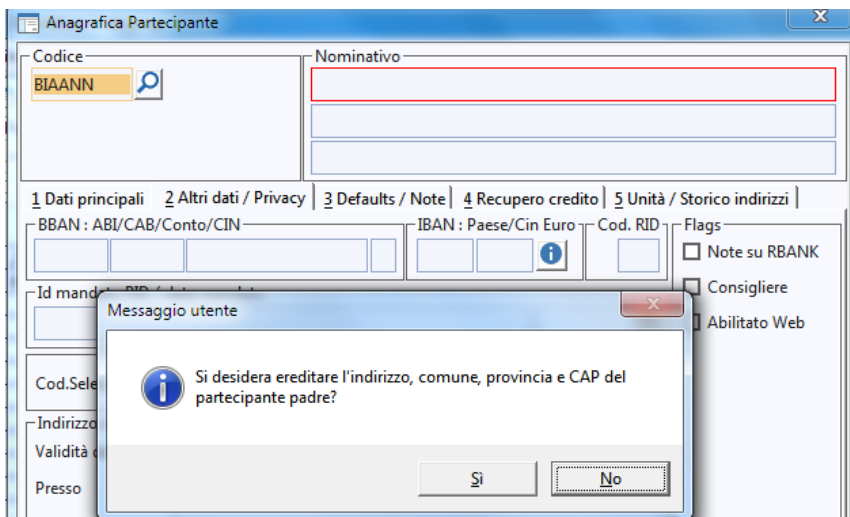 Anagrafica Partecipante
Codice
Nominativo
BIAANN
1 Dati principali 2 Altri dati / Privacy 3 Defaults / Note 4 Recupero credito 5 Unità / Storico indirizzi
BBAN : ABI/CAB/Conto/CIN IBAN : Paese/Cin Euro Cod. RID Flags
Note su RBANK
Id mandato
Consigliere
Messaggio utente
Abilitato Web
Si desidera ereditare l'indirizzo, comune, provincia e CAP del
partecipante padre?
Cod.Sele
Indirizzo
Validità
Presso
Sì No